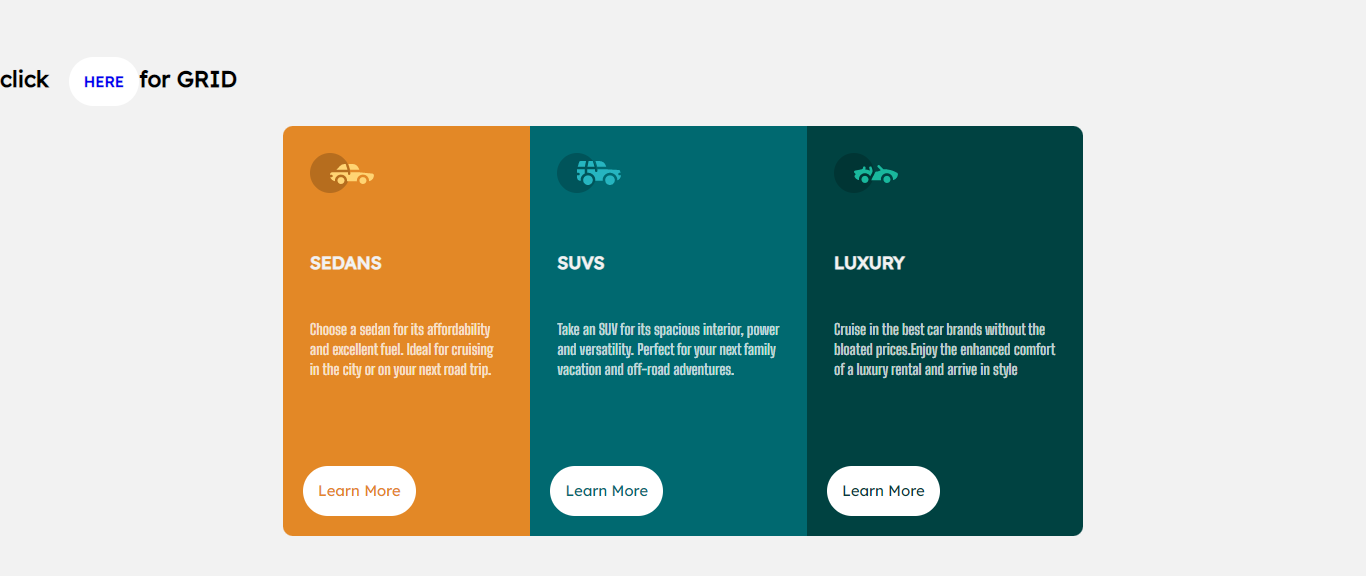 click HERE for GRID
SEDANS
Choose a sedan for its affordability
and excellent fuel. Ideal for cruising
in the city or on your next road trip.
Learn More
SUVS
Take an SUV for its spacious interior, power
and versatility. Perfect for your next family
vacation and off-road adventures.
Learn More
LUXURY
Cruise in the best car brands without the
bloated prices.Enjoy the enhanced comfort
of a luxury rental and arrive in style
Learn More